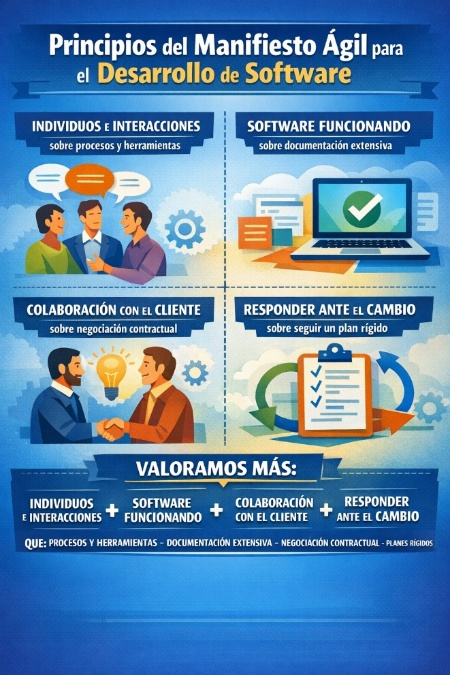 Principios del Manifiesto Ágil para
el Desarrollo de Software
INDIVIDUOS E INTERACCIONES
sobre procesos y herramientas
SOFTWARE FUNCIONANDO
sobre documentación extensiva
COLABORACIÓN CON EL CLIENTE
sobre negociación contractual
RESPONDER ANTE EL CAMBIO
sobre seguir un plan rígido
VALORAMOS MÁS:
INDIVIDUOS
E INTERACCIONES
+
SOFTWARE
FUNCIONANDO
+
COLABORACIÓN
CON EL CLIENTE
+
RESPONDER
ANTE EL CAMBIO
QUE: PROCESOS Y HERRAMIENTAS – DOCUMENTACIÓN EXTENSIVA – NEGOCIACIÓN CONTRACTUAL - PLANES RÍGIDOS